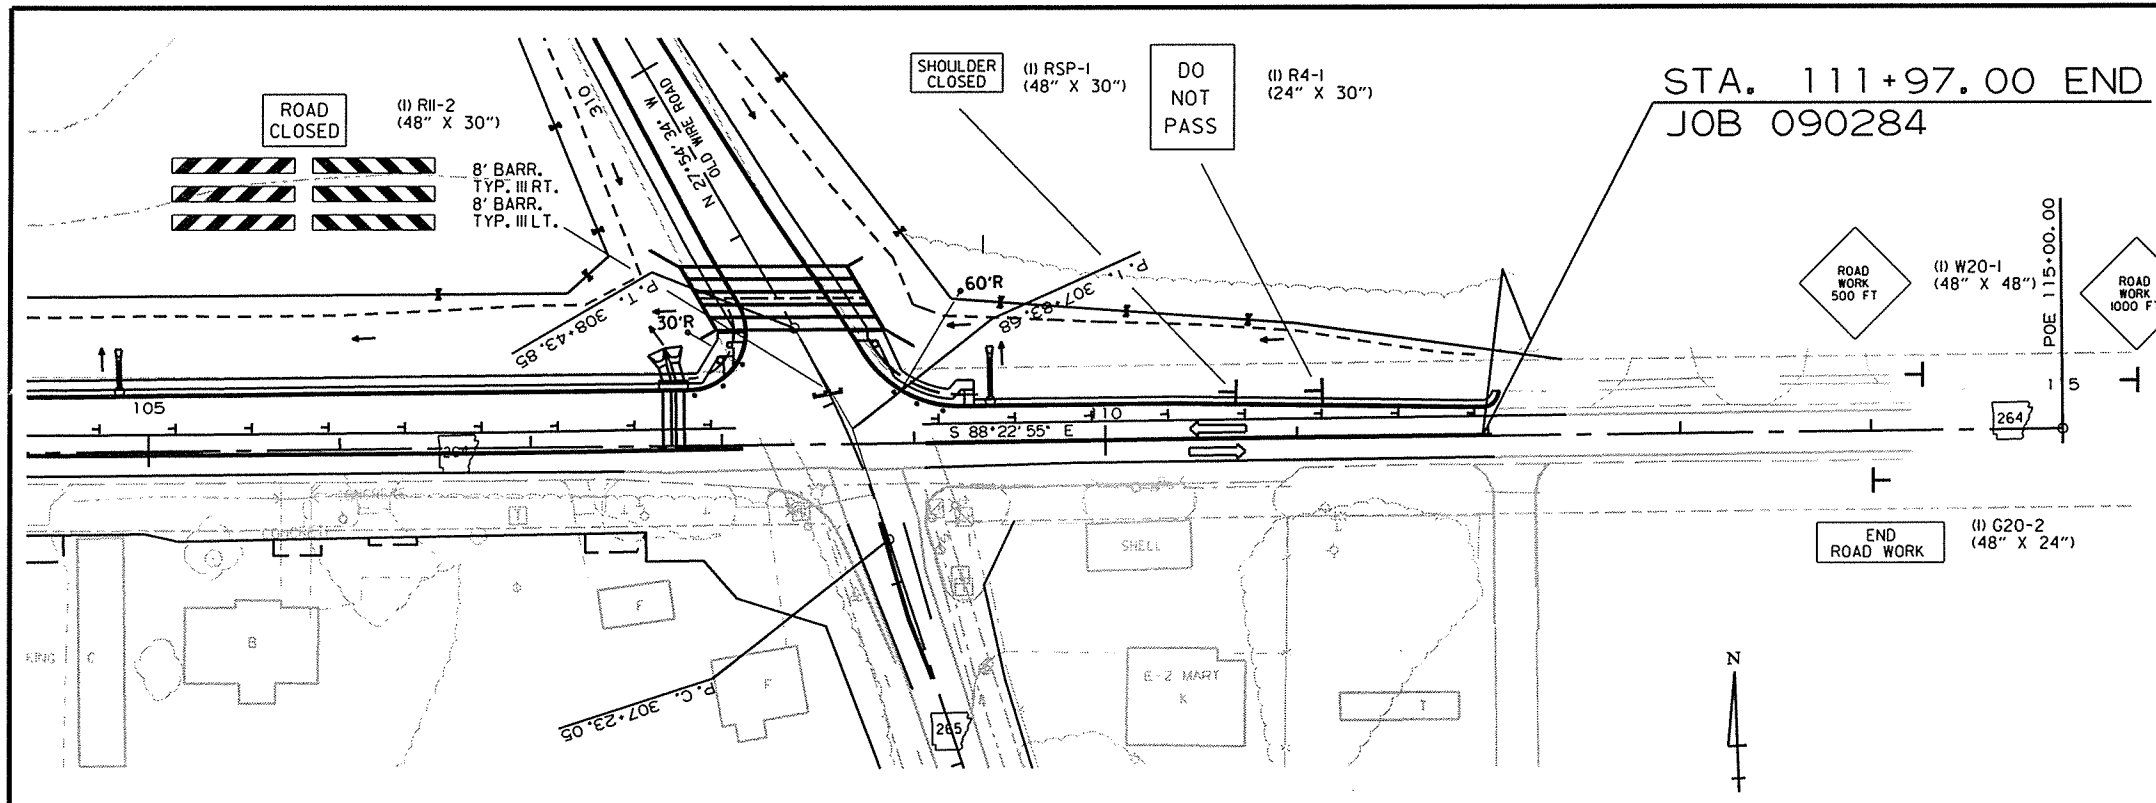 ROAD
CLOSED
(1) R11-2
(48" X 30")
8' BARR.
TYP. III RT.
8' BARR.
TYP. III LT.
310
N 27°54'34" W
OLD WIRE ROAD
SHOULDER
CLOSED
(1) RSP-1
(48" X 30")
DO
NOT
PASS
(1) R4-1
(24" X 30")
STA. 111+97.00 END
JOB 090284
ROAD
WORK
500 FT
(1) W20-1
(48" X 48")
POE 115+00.00
ROAD
WORK
1000 FT
P. T.
308+43.85
30'R
60'R
P. I.
307+83.68
105
110
115
S 88°22'55" E
264
264
CONCRETE
SHELL
END
ROAD WORK
(1) G20-2
(48" X 24")
KING
C
B
F
F
E-Z MART
K
T
P. C.
307+23.05
265
N